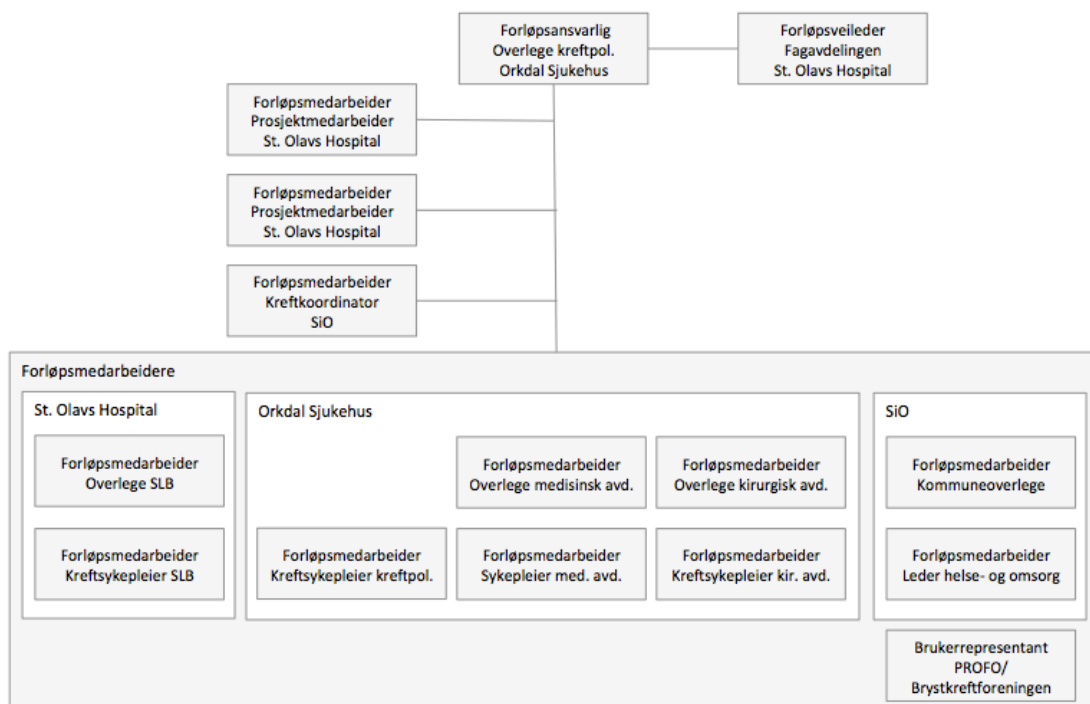 Forløpsansvarlig
Overlege kreftpol.
Orkdal Sjukehus
Forløpsveileder
Fagavdelingen
St. Olavs Hospital
Forløpsmedarbeider
Prosjektmedarbeider
St. Olavs Hospital
Forløpsmedarbeider
Prosjektmedarbeider
St. Olavs Hospital
Forløpsmedarbeider
Kreftkoordinator
SiO
Forløpsmedarbeidere
St. Olavs Hospital
Forløpsmedarbeider
Overlege SLB
Forløpsmedarbeider
Kreftsykepleier SLB
Orkdal Sjukehus
Forløpsmedarbeider
Overlege medisinsk avd.
Forløpsmedarbeider
Overlege kirurgisk avd.
Forløpsmedarbeider
Kreftsykepleier kreftpol.
Forløpsmedarbeider
Sykepleier med. avd.
Forløpsmedarbeider
Kreftsykepleier kir. avd.
SiO
Forløpsmedarbeider
Kommuneoverlege
Forløpsmedarbeider
Leder helse- og omsorg
Brukerrepresentant
PROFO/
Brystkreftforeningen